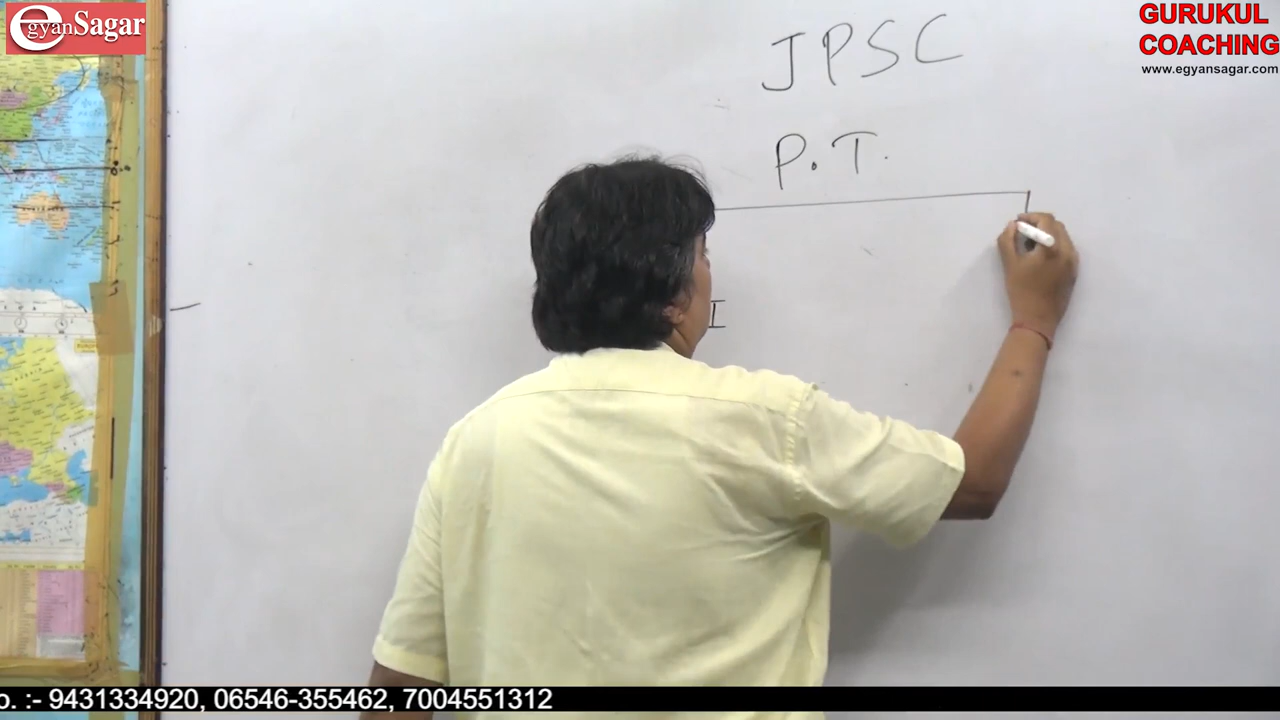 egyanSagar
GURUKUL
COACHING
www.egyansagar.com
JPSC
P.T.
I
o. :- 9431334920, 06546-355462, 7004551312